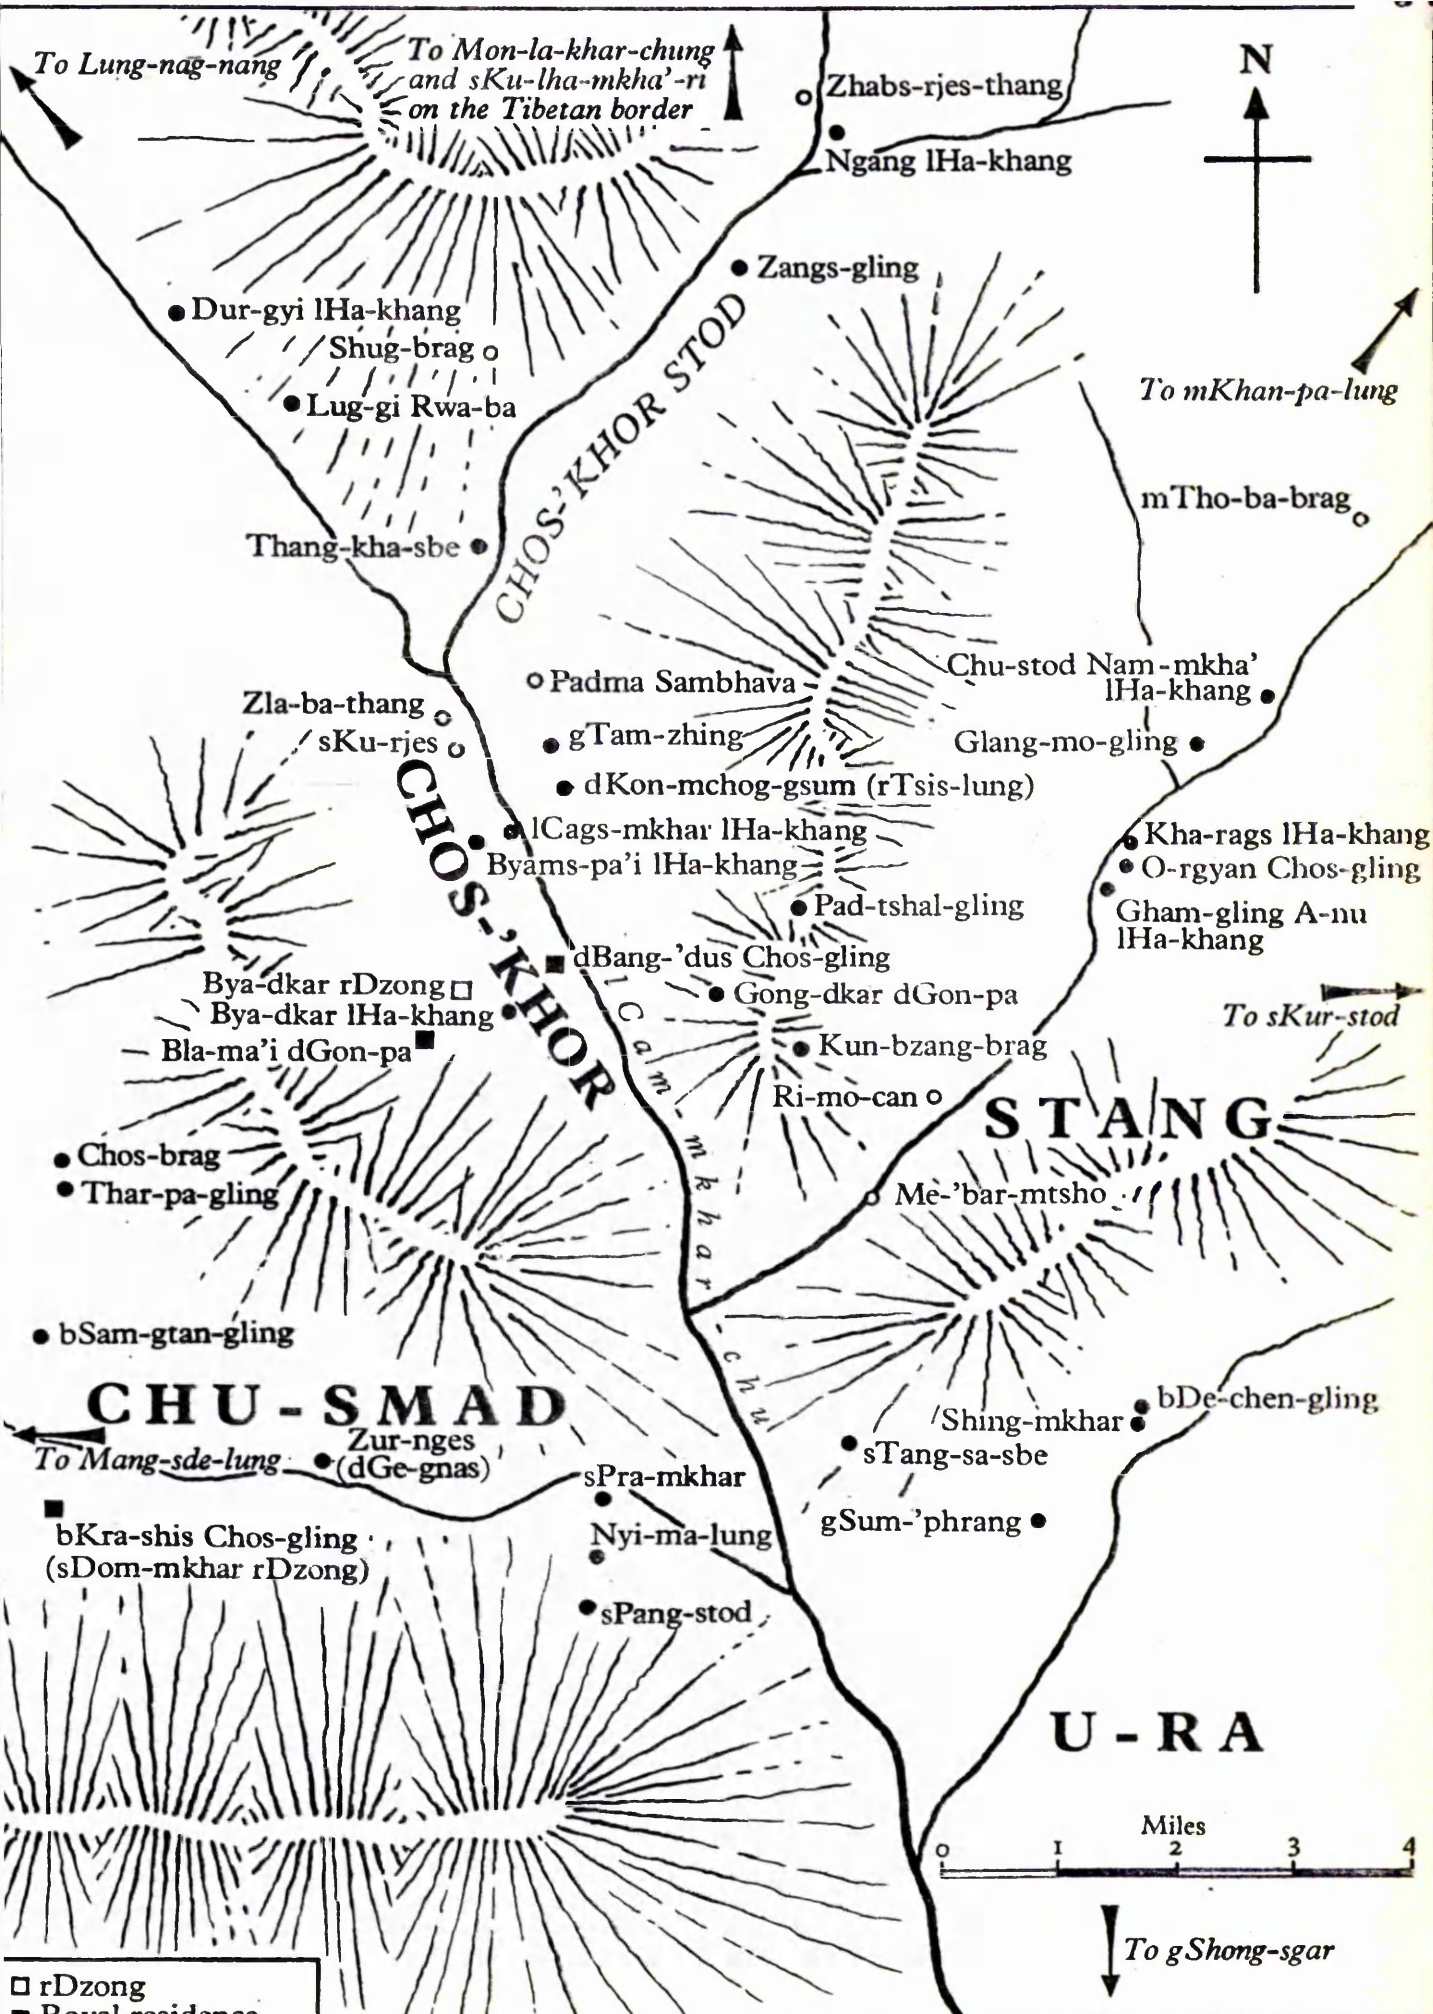 To Lung-nag-nang
To Mon-la-khar-chung
and sKu-lha-mkha'-ri
on the Tibetan border
N
Zhabs-rjes-thang
Ngang lHa-khang
Zangs-gling
Dur-gyi lHa-khang
Shug-brag
Lug-gi Rwa-ba
CHOS-'KHOR STOD
To mKhan-pa-lung
mTho-ba-brag
Thang-kha-sbe
Chu-stod Nam-mkha'
lHa-khang
Padma Sambhava
Zla-ba-thang
sKu-rjes
gTam-zhing
Glang-mo-gling
dKon-mchog-gsum (rTsis-lung)
CHOS-'KHOR
lCags-mkhar lHa-khang
Byams-pa'i lHa-khang
Kha-rags lHa-khang
O-rgyan Chos-gling
Gham-gling A-nu
lHa-khang
Pad-tshal-gling
dBang-'dus Chos-gling
Bya-dkar rDzong
Gong-dkar dGon-pa
Bya-dkar lHa-khang
To sKur-stod
Bla-ma'i dGon-pa
Kun-bzang-brag
lCam-mkhar-chu
Ri-mo-can
STANG
Chos-brag
Thar-pa-gling
Me-'bar-mtsho
bSam-gtan-gling
CHU-SMAD
bDe-chen-gling
Shing-mkhar
sTang-sa-sbe
To Mang-sde-lung
Zur-nges
(dGe-gnas)
sPra-mkhar
gSum-'phrang
bKra-shis Chos-gling
(sDom-mkhar rDzong)
Nyi-ma-lung
sPang-stod
U-RA
Miles
0 1 2 3 4
To gShong-sgar
rDzong
Royal residence